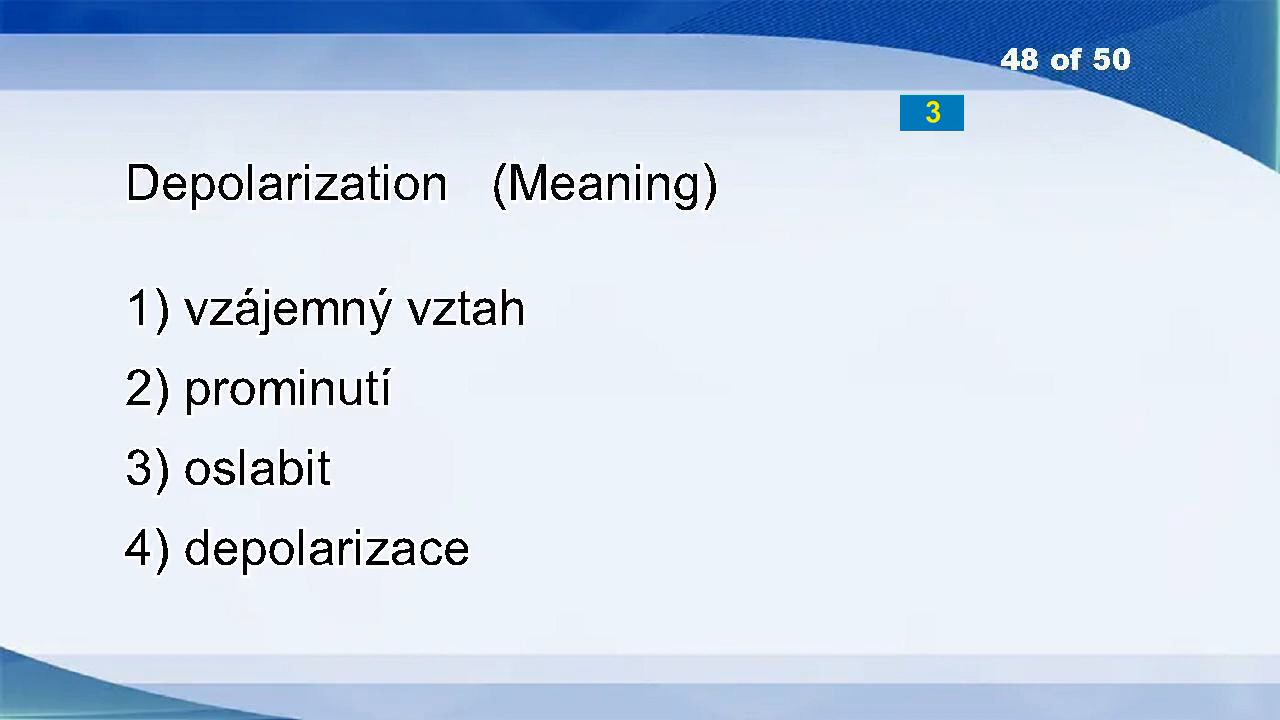 48 of 50
3
Depolarization (Meaning)
1) vzájemný vztah
2) prominutí
3) oslabit
4) depolarizace